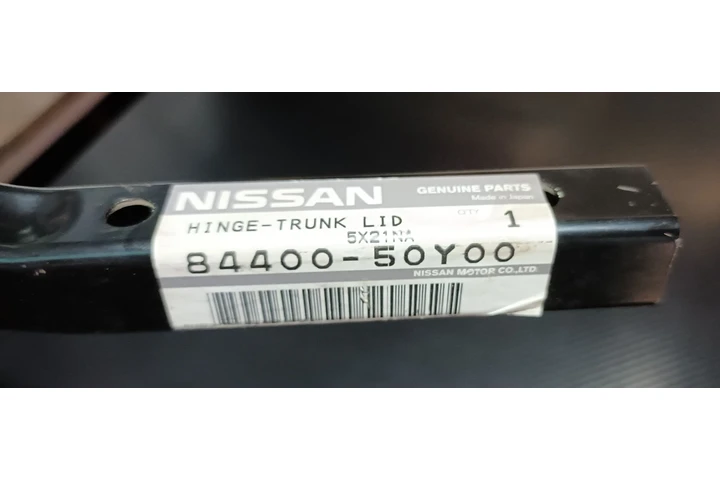 NISSAN GENUINE PARTS
Made in Japan
HINGE-TRUNK LID QTY 1
5X21NA
84400-50Y00
NISSAN MOTOR CO.,LTD.